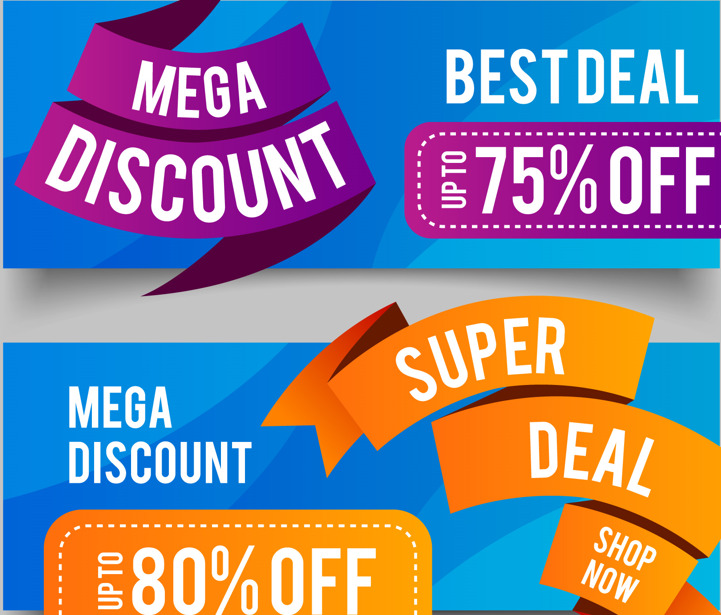 MEGA
DISCOUNT
BEST DEAL
UP TO 75% OFF
SUPER
DEAL
SHOP
NOW
MEGA
DISCOUNT
UP TO 80% OFF